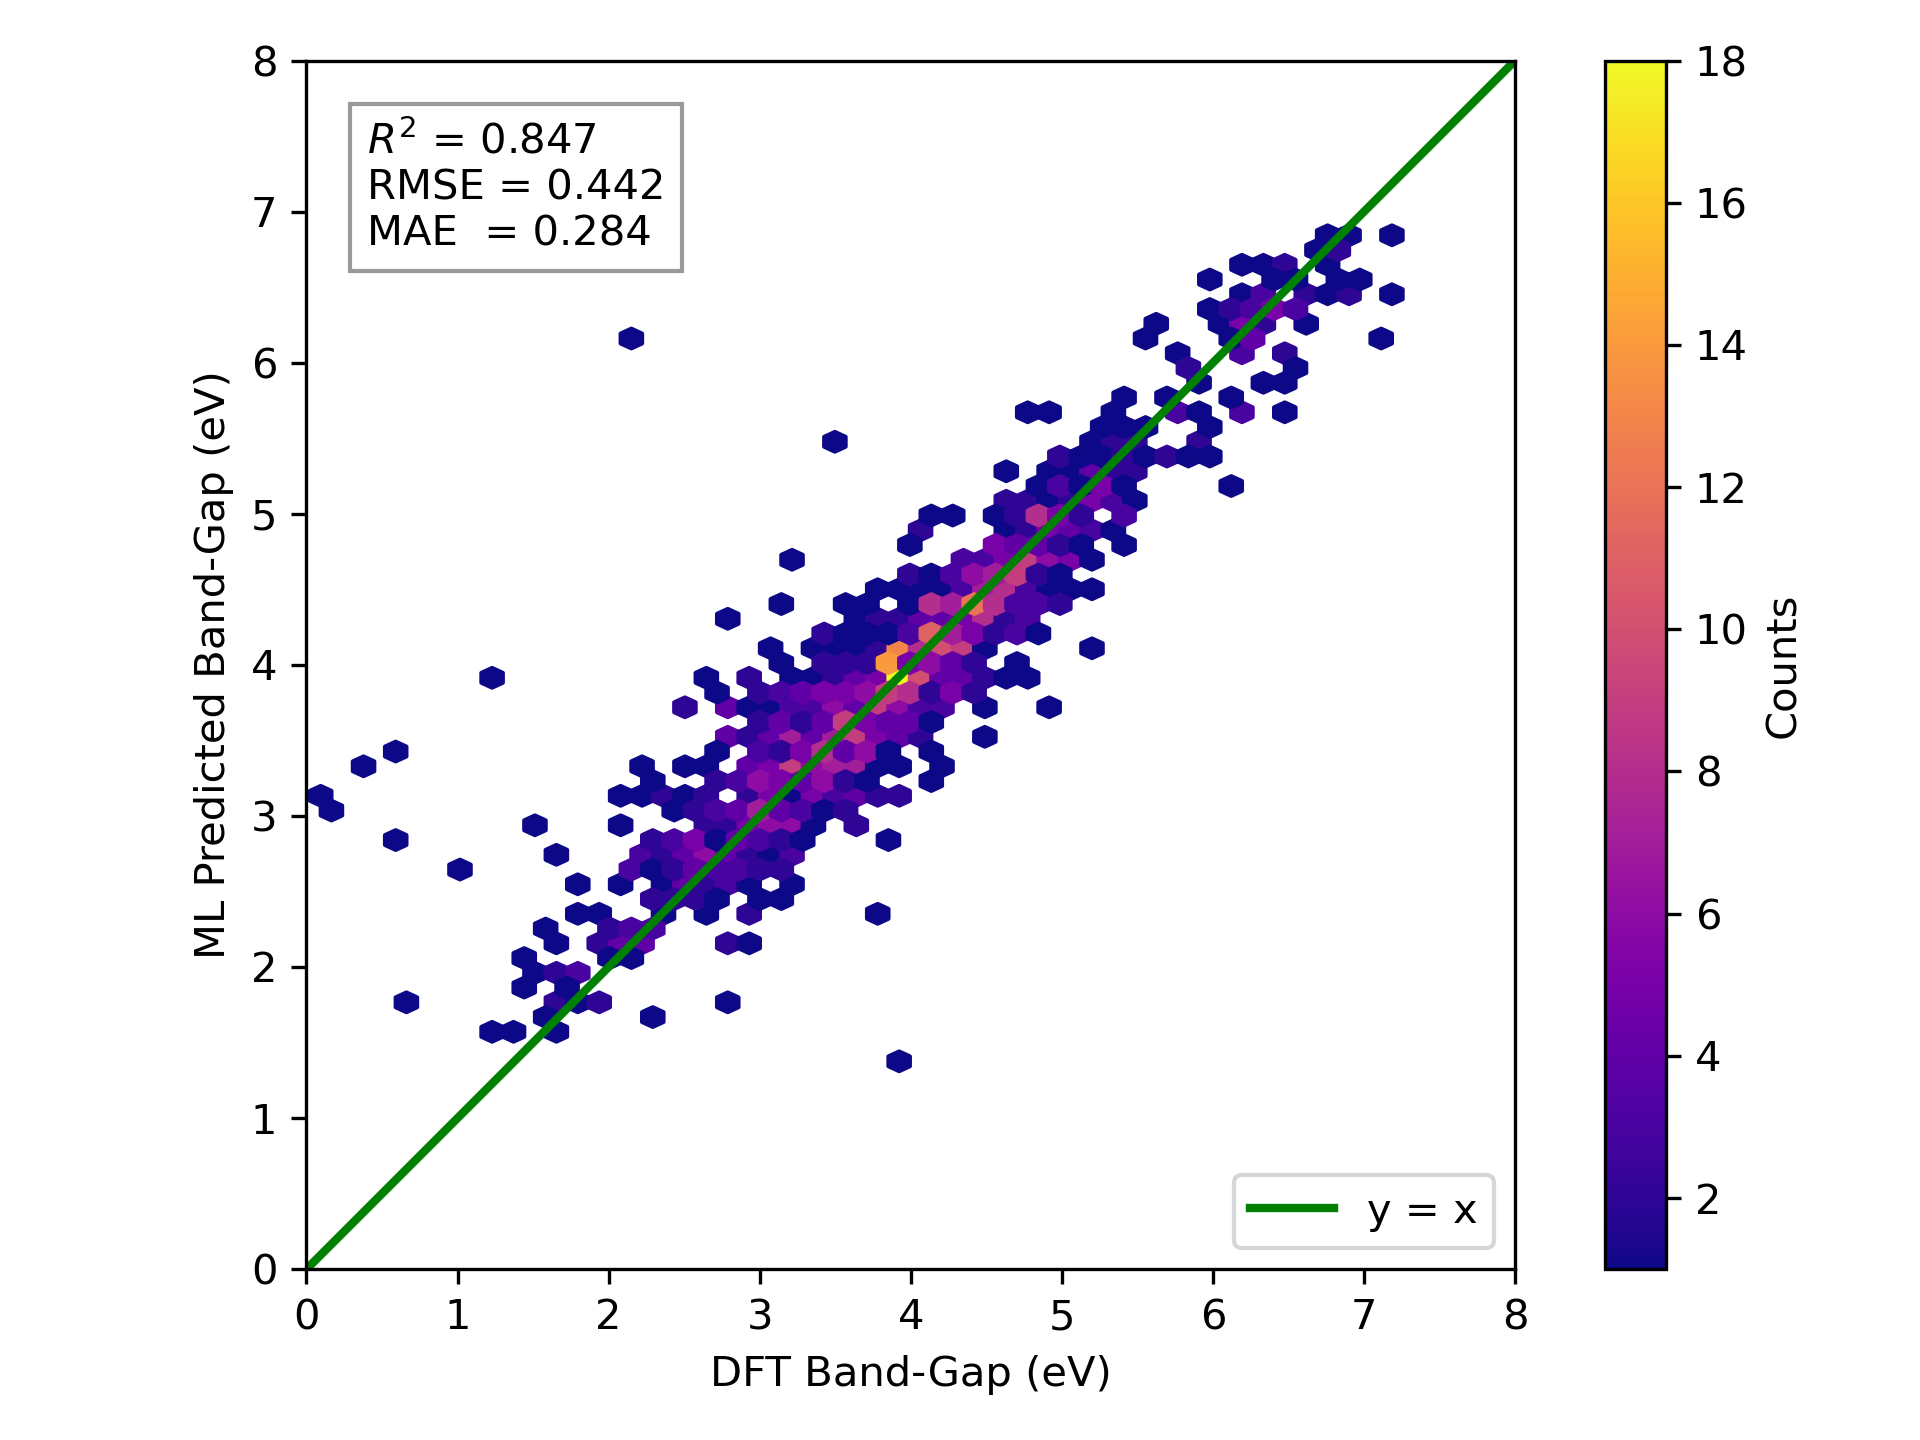 R² = 0.847
RMSE = 0.442
MAE = 0.284
8
7
6
5
4
3
2
1
0
ML Predicted Band-Gap (eV)
0 1 2 3 4 5 6 7 8
DFT Band-Gap (eV)
y = x
18
16
14
12
10
8
6
4
2
Counts